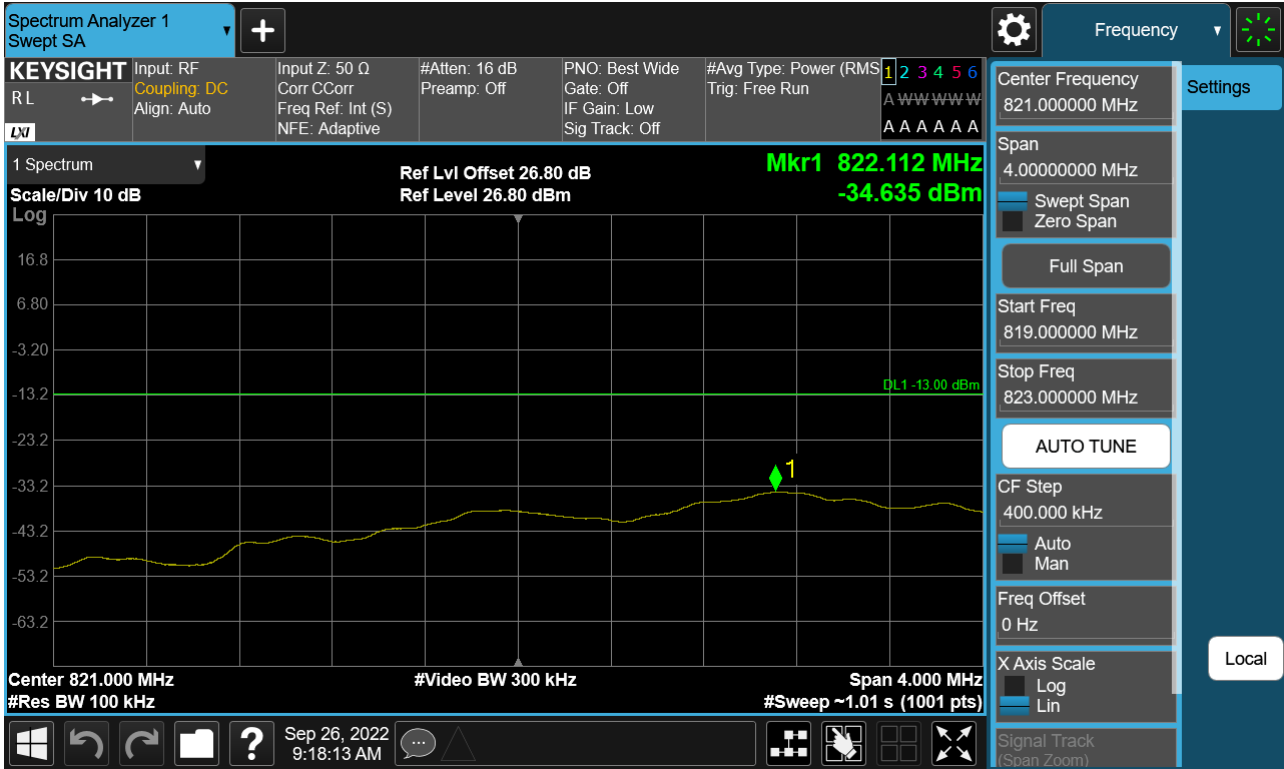 Spectrum Analyzer 1
Swept SA
+
Frequency
KEYSIGHT
R L
LXI
Input: RF
Coupling: DC
Align: Auto
Input Z: 50 Ω
Corr CCorr
Freq Ref: Int (S)
NFE: Adaptive
#Atten: 16 dB
Preamp: Off
PNO: Best Wide
Gate: Off
IF Gain: Low
Sig Track: Off
#Avg Type: Power (RMS
Trig: Free Run
1 2 3 4 5 6
A W W W W W
A A A A A A
1 Spectrum
Scale/Div 10 dB
Log
Ref Lvl Offset 26.80 dB
Ref Level 26.80 dBm
Mkr1 822.112 MHz
-34.635 dBm
16.8
6.80
-3.20
-13.2
-23.2
-33.2
-43.2
-53.2
-63.2
DL1 -13.00 dBm
1
Center 821.000 MHz
#Res BW 100 kHz
#Video BW 300 kHz
Span 4.000 MHz
#Sweep ~1.01 s (1001 pts)
Center Frequency
821.000000 MHz
Span
4.00000000 MHz
Swept Span
Zero Span
Full Span
Start Freq
819.000000 MHz
Stop Freq
823.000000 MHz
AUTO TUNE
CF Step
400.000 kHz
Auto
Man
Freq Offset
0 Hz
X Axis Scale
Log
Lin
Signal Track
(Span Zoom)
Settings
Local
?
Sep 26, 2022
9:18:13 AM